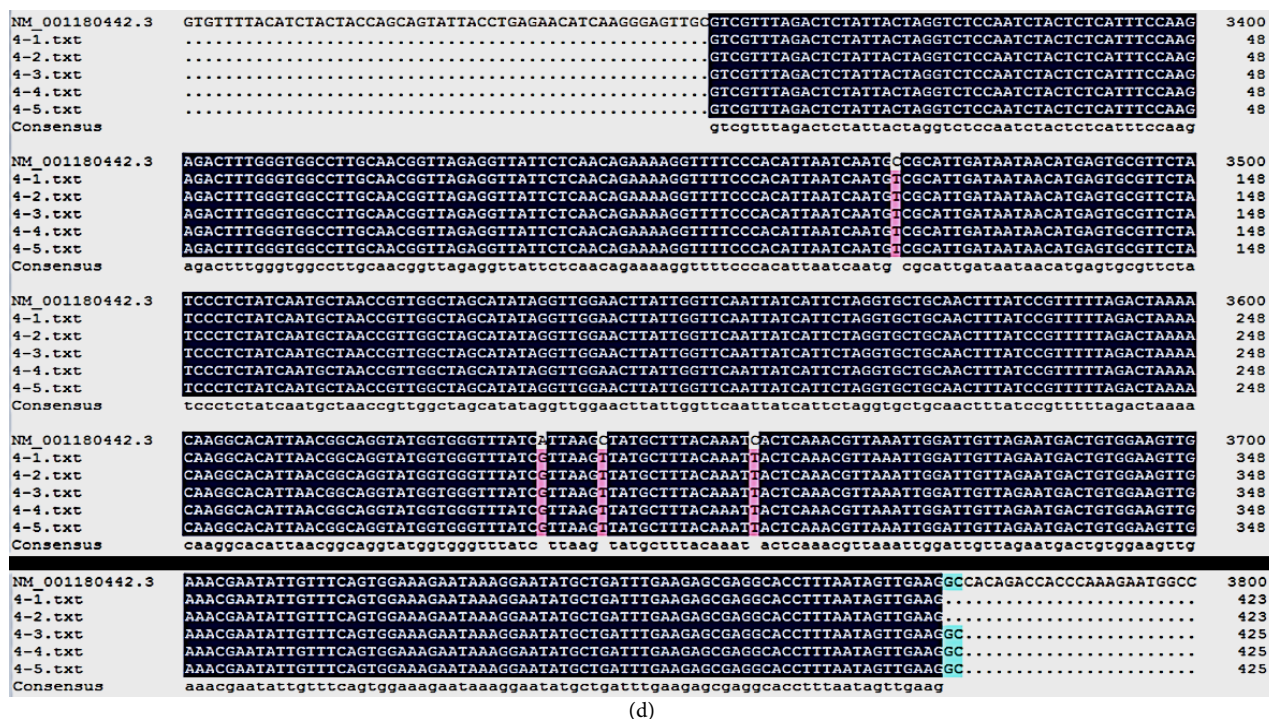 NM_001180442.3 GTGTTTTACATCTACTACCAGCAGTATTACCTGAGAACATCAAGGGAGTTGCGTCGTTTAGACTCTATTACTAGGTCTCCAATCTACTCTCATTTCCAAG 3400
4-1.txt ....................................................GTCGTTTAGACTCTATTACTAGGTCTCCAATCTACTCTCATTTCCAAG 48
4-2.txt ....................................................GTCGTTTAGACTCTATTACTAGGTCTCCAATCTACTCTCATTTCCAAG 48
4-3.txt ....................................................GTCGTTTAGACTCTATTACTAGGTCTCCAATCTACTCTCATTTCCAAG 48
4-4.txt ....................................................GTCGTTTAGACTCTATTACTAGGTCTCCAATCTACTCTCATTTCCAAG 48
4-5.txt ....................................................GTCGTTTAGACTCTATTACTAGGTCTCCAATCTACTCTCATTTCCAAG 48
Consensus gtcgtttagactctattactaggtctccaatctactctcatttccaag
NM_001180442.3 AGACTTTGGGTGGCCTTGCAACGGTTAGAGGTTATTCTCAACAGAAAAGGTTTTCCCACATTAATCAATGCCGCATTGATAATAACATGAGTGCGTTCTA 3500
4-1.txt AGACTTTGGGTGGCCTTGCAACGGTTAGAGGTTATTCTCAACAGAAAAGGTTTTCCCACATTAATCAATGTCGCATTGATAATAACATGAGTGCGTTCTA 148
4-2.txt AGACTTTGGGTGGCCTTGCAACGGTTAGAGGTTATTCTCAACAGAAAAGGTTTTCCCACATTAATCAATGTCGCATTGATAATAACATGAGTGCGTTCTA 148
4-3.txt AGACTTTGGGTGGCCTTGCAACGGTTAGAGGTTATTCTCAACAGAAAAGGTTTTCCCACATTAATCAATGTCGCATTGATAATAACATGAGTGCGTTCTA 148
4-4.txt AGACTTTGGGTGGCCTTGCAACGGTTAGAGGTTATTCTCAACAGAAAAGGTTTTCCCACATTAATCAATGTCGCATTGATAATAACATGAGTGCGTTCTA 148
4-5.txt AGACTTTGGGTGGCCTTGCAACGGTTAGAGGTTATTCTCAACAGAAAAGGTTTTCCCACATTAATCAATGTCGCATTGATAATAACATGAGTGCGTTCTA 148
Consensus agactttgggtggccttgcaacggttagaggttattctcaacagaaaaggttttcccacattaatcaatg cgcattgataataacatgagtgcgttcta
NM_001180442.3 TCCCTCTATCAATGCTAACCGTTGGCTAGCATATAGGTTGGAACTTATTGGTTCAATTATCATTCTAGGTGCTGCAACTTTATCCGTTTTTAGACTAAAA 3600
4-1.txt TCCCTCTATCAATGCTAACCGTTGGCTAGCATATAGGTTGGAACTTATTGGTTCAATTATCATTCTAGGTGCTGCAACTTTATCCGTTTTTAGACTAAAA 248
4-2.txt TCCCTCTATCAATGCTAACCGTTGGCTAGCATATAGGTTGGAACTTATTGGTTCAATTATCATTCTAGGTGCTGCAACTTTATCCGTTTTTAGACTAAAA 248
4-3.txt TCCCTCTATCAATGCTAACCGTTGGCTAGCATATAGGTTGGAACTTATTGGTTCAATTATCATTCTAGGTGCTGCAACTTTATCCGTTTTTAGACTAAAA 248
4-4.txt TCCCTCTATCAATGCTAACCGTTGGCTAGCATATAGGTTGGAACTTATTGGTTCAATTATCATTCTAGGTGCTGCAACTTTATCCGTTTTTAGACTAAAA 248
4-5.txt TCCCTCTATCAATGCTAACCGTTGGCTAGCATATAGGTTGGAACTTATTGGTTCAATTATCATTCTAGGTGCTGCAACTTTATCCGTTTTTAGACTAAAA 248
Consensus tccctctatcaatgctaaccgttggctagcatataggttggaacttattggttcaattatcattctaggtgctgcaactttatccgtttttagactaaaa
NM_001180442.3 CAAGGCACATTAACGGCAGGTATGGTGGGTTTATCATTAAGCTATGCTTTACAAATCACTCAAACGTTAAATTGGATTGTTAGAATGACTGTGGAAGTTG 3700
4-1.txt CAAGGCACATTAACGGCAGGTATGGTGGGTTTATCGTTAAGTTATGCTTTACAAATTACTCAAACGTTAAATTGGATTGTTAGAATGACTGTGGAAGTTG 348
4-2.txt CAAGGCACATTAACGGCAGGTATGGTGGGTTTATCGTTAAGTTATGCTTTACAAATTACTCAAACGTTAAATTGGATTGTTAGAATGACTGTGGAAGTTG 348
4-3.txt CAAGGCACATTAACGGCAGGTATGGTGGGTTTATCGTTAAGTTATGCTTTACAAATTACTCAAACGTTAAATTGGATTGTTAGAATGACTGTGGAAGTTG 348
4-4.txt CAAGGCACATTAACGGCAGGTATGGTGGGTTTATCGTTAAGTTATGCTTTACAAATTACTCAAACGTTAAATTGGATTGTTAGAATGACTGTGGAAGTTG 348
4-5.txt CAAGGCACATTAACGGCAGGTATGGTGGGTTTATCGTTAAGTTATGCTTTACAAATTACTCAAACGTTAAATTGGATTGTTAGAATGACTGTGGAAGTTG 348
Consensus caaggcacattaacggcaggtatggtgggtttatc ttaag tatgctttacaaat actcaaacgttaaattggattgttagaatgactgtggaagttg
NM_001180442.3 AAACGAATATTGTTTCAGTGGAAAGAATAAAGGAATATGCTGATTTGAAGAGCGAGGCACCTTTAATAGTTGAAGGCCACAGACCACCCAAAGAATGGCC 3800
4-1.txt AAACGAATATTGTTTCAGTGGAAAGAATAAAGGAATATGCTGATTTGAAGAGCGAGGCACCTTTAATAGTTGAAG......................... 423
4-2.txt AAACGAATATTGTTTCAGTGGAAAGAATAAAGGAATATGCTGATTTGAAGAGCGAGGCACCTTTAATAGTTGAAG......................... 423
4-3.txt AAACGAATATTGTTTCAGTGGAAAGAATAAAGGAATATGCTGATTTGAAGAGCGAGGCACCTTTAATAGTTGAAGGC....................... 425
4-4.txt AAACGAATATTGTTTCAGTGGAAAGAATAAAGGAATATGCTGATTTGAAGAGCGAGGCACCTTTAATAGTTGAAGGC....................... 425
4-5.txt AAACGAATATTGTTTCAGTGGAAAGAATAAAGGAATATGCTGATTTGAAGAGCGAGGCACCTTTAATAGTTGAAGGC....................... 425
Consensus aaacgaatattgtttcagtggaaagaataaaggaatatgctgatttgaagagcgaggcacctttaatagttgaag
(d)